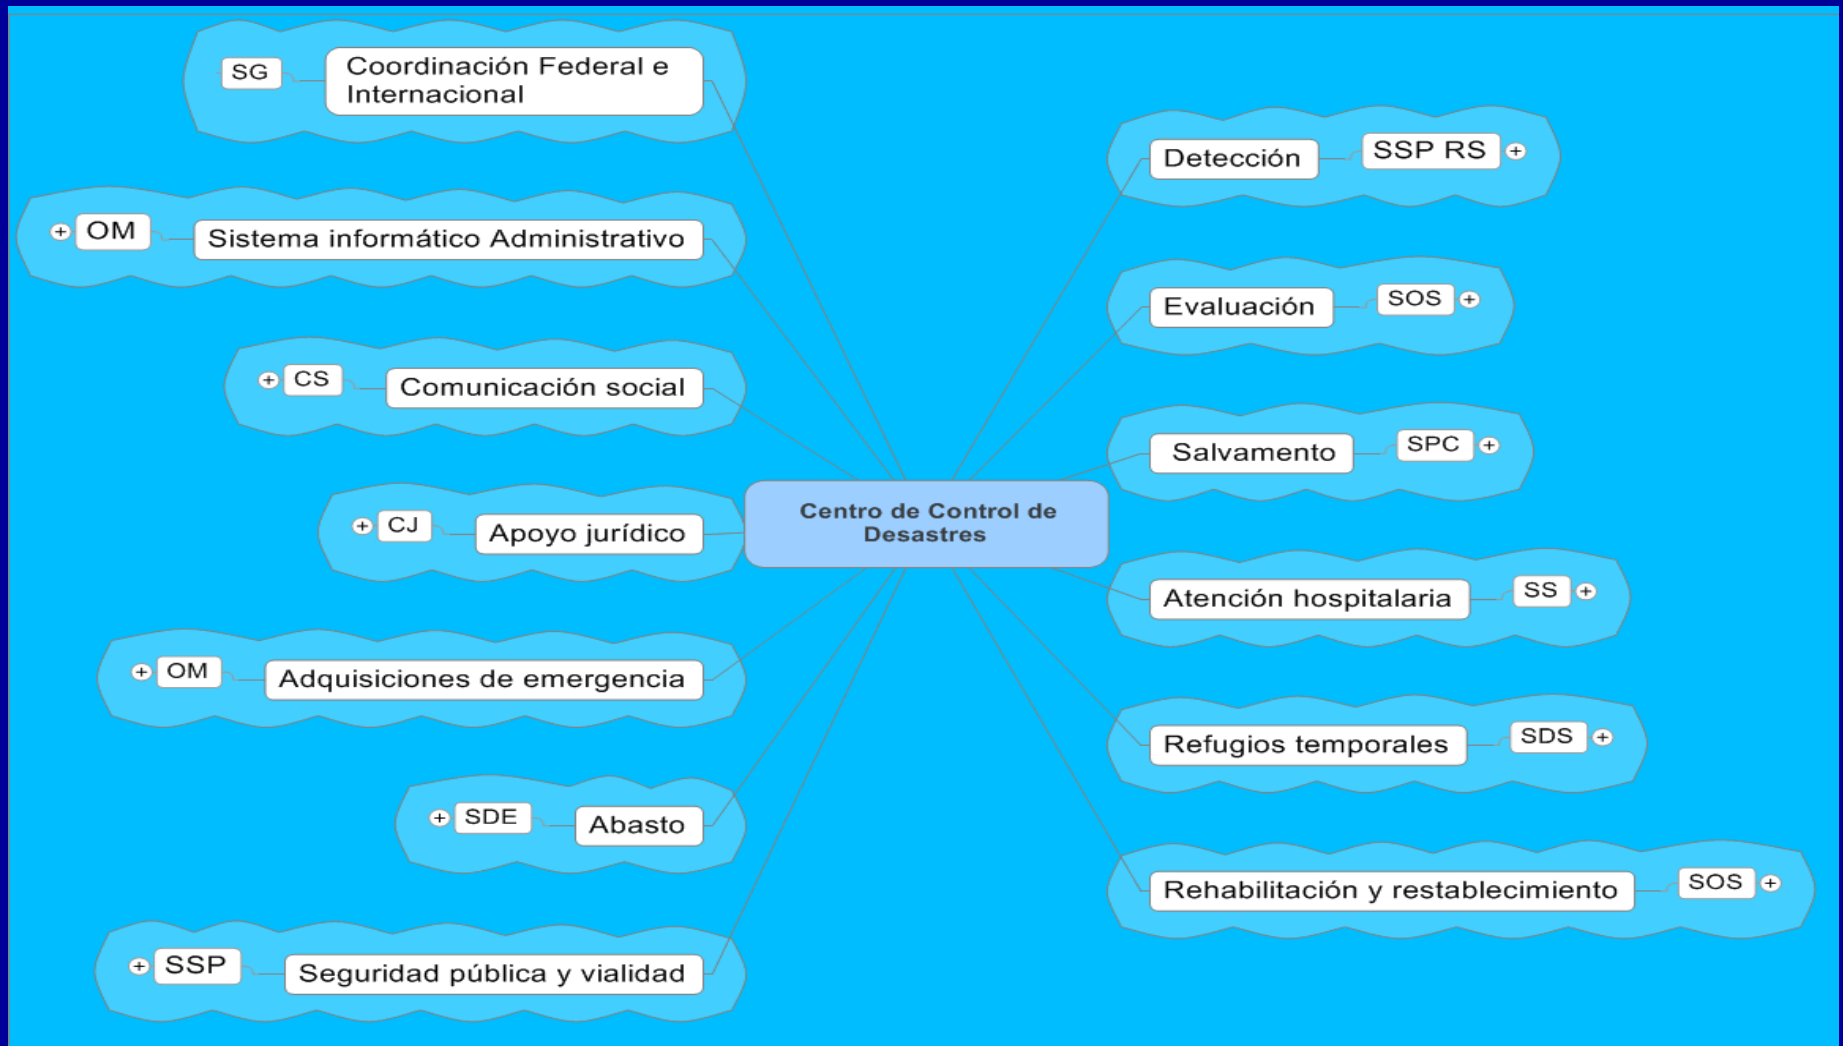 SG
Coordinación Federal e
Internacional
OM
Sistema informático Administrativo
CS
Comunicación social
CJ
Apoyo jurídico
OM
Adquisiciones de emergencia
SDE
Abasto
SSP
Seguridad pública y vialidad
Centro de Control de
Desastres
Detección
SSP RS
Evaluación
SOS
Salvamento
SPC
Atención hospitalaria
SS
Refugios temporales
SDS
Rehabilitación y restablecimiento
SOS